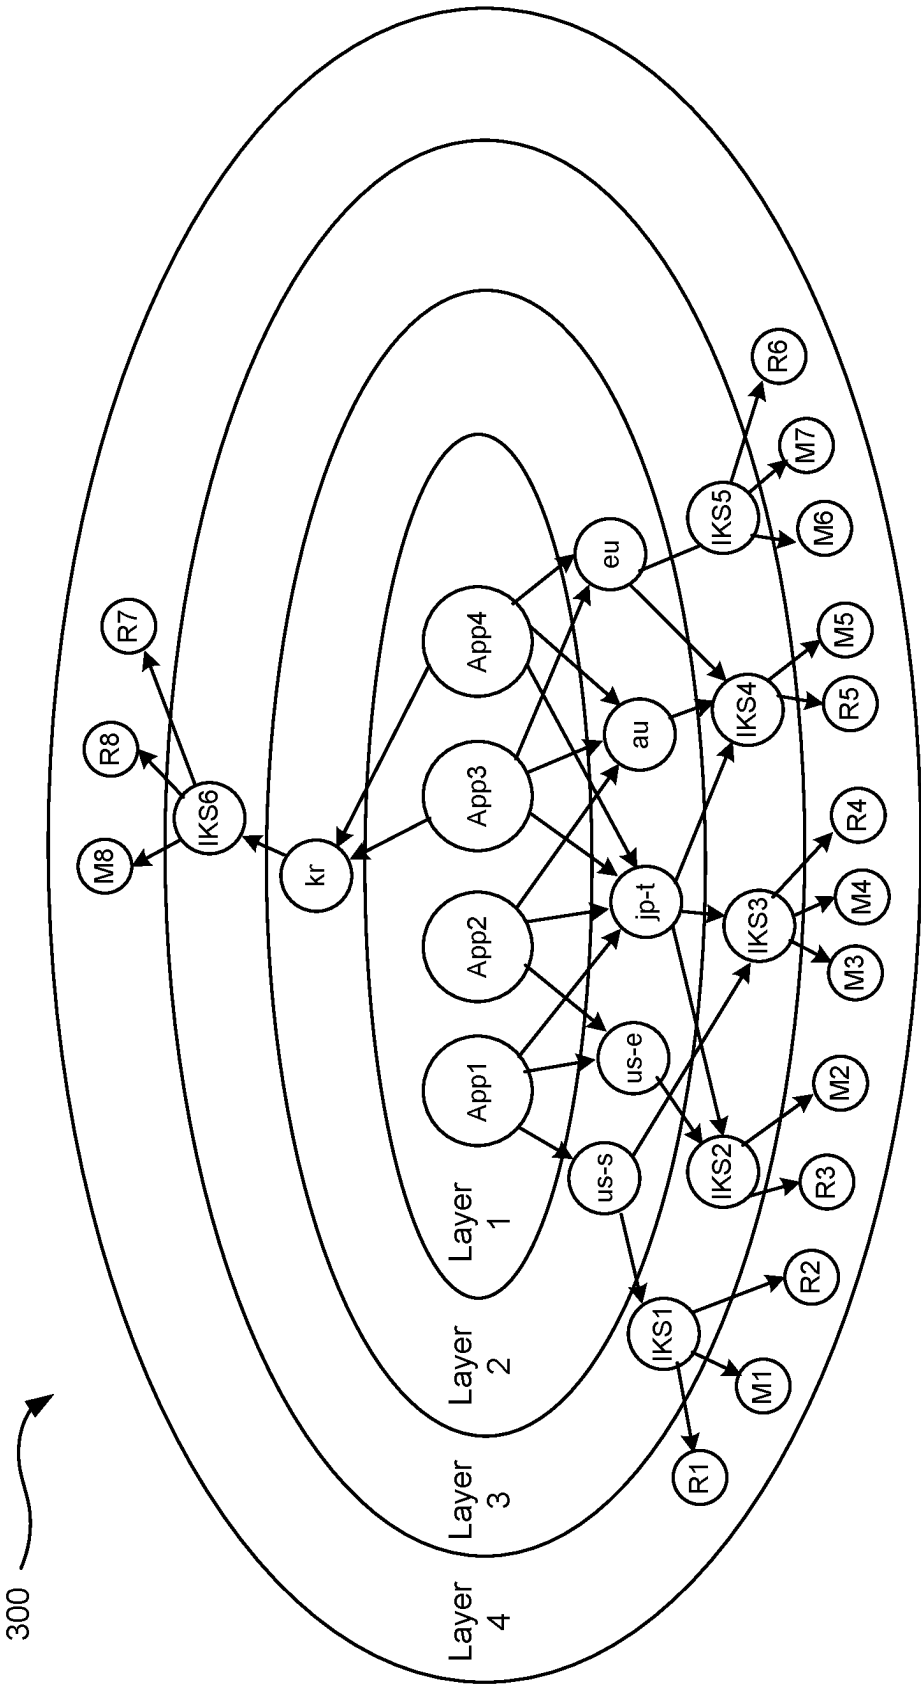 300
Layer
4
Layer
3
Layer
2
Layer
1
M8
R8
R7
IKS6
kr
App1
App2
App3
App4
us-s
us-e
jp-t
au
eu
IKS1
IKS2
IKS3
IKS4
IKS5
R1
M1
R2
R3
M2
M3
M4
R4
R5
M5
M6
M7
R6